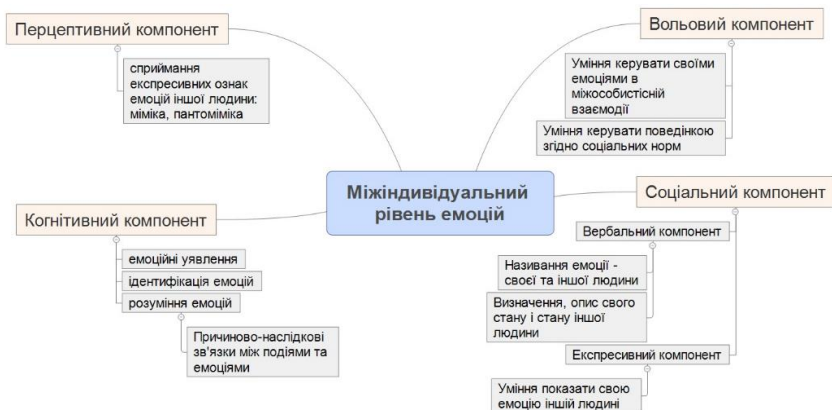 Перцептивний компонент
сприймання
експресивних ознак
емоцій іншої людини:
міміка, пантоміміка
Вольовий компонент
Уміння керувати своїми
емоціями в
міжособистісній
взаємодії
Уміння керувати поведінкою
згідно соціальних норм
Міжіндивідуальний
рівень емоцій
Когнітивний компонент
емоційні уявлення
ідентифікація емоцій
розуміння емоцій
Причиново-наслідкові
зв'язки між подіями та
емоціями
Соціальний компонент
Вербальний компонент
Називання емоції -
своєї та іншої людини
Визначення, опис свого
стану і стану іншої
людини
Експресивний компонент
Уміння показати свою
емоцію іншій людині